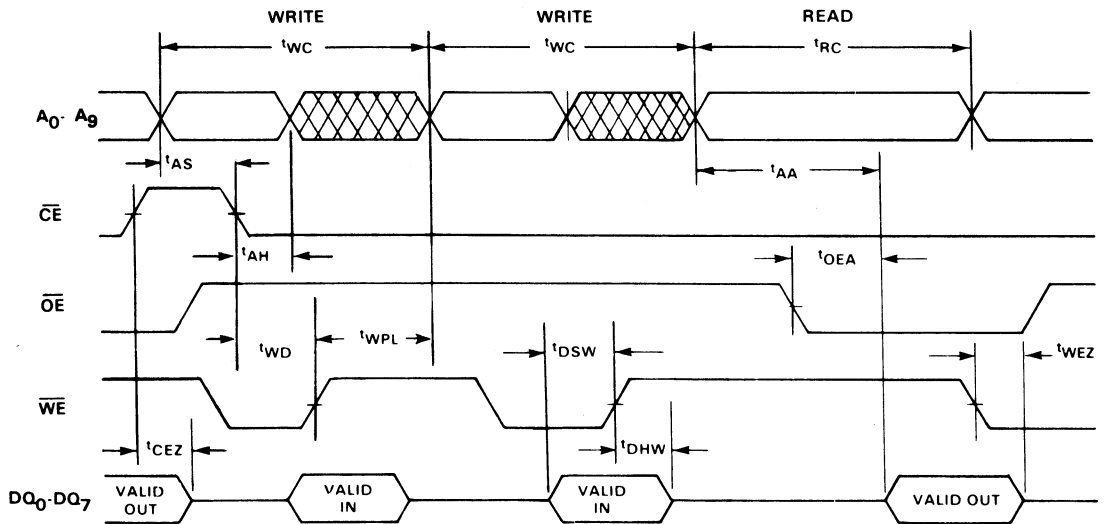 WRITE WRITE READ
tWC tWC tRC
A0- A9
tAS tAA
CE
tAH tOEA
OE
tWD tWPL tDSW tWEZ
WE
tCEZ tDHW
DQ0-DQ7 VALID OUT VALID IN VALID IN VALID OUT